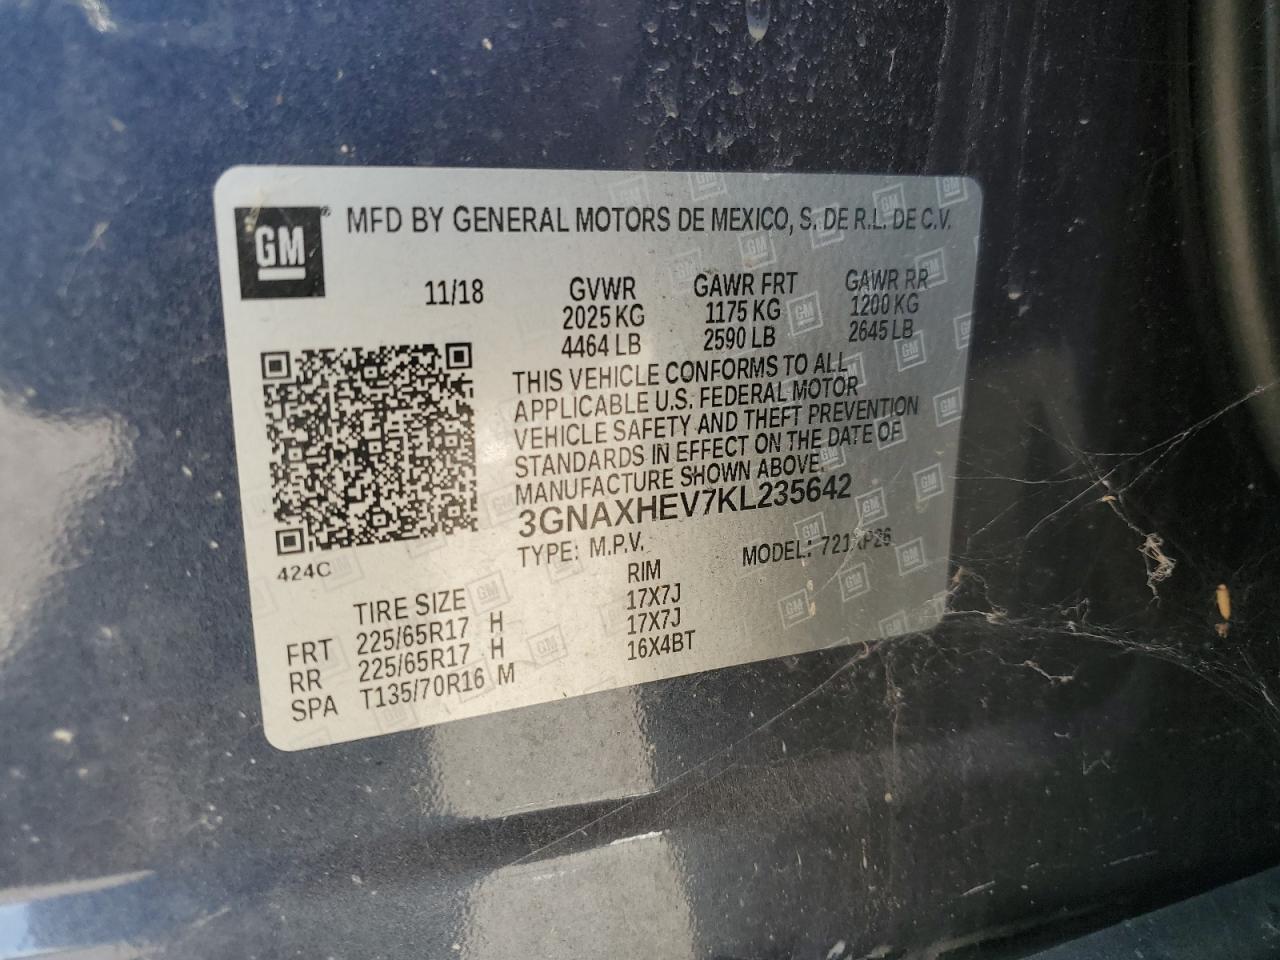 GM® MFD BY GENERAL MOTORS DE MEXICO, S. DE R.L. DE C.V.
11/18 GVWR GAWR FRT GAWR RR
2025 KG 1175 KG 1200 KG
4464 LB 2590 LB 2645 LB
THIS VEHICLE CONFORMS TO ALL
APPLICABLE U.S. FEDERAL MOTOR
VEHICLE SAFETY AND THEFT PREVENTION
STANDARDS IN EFFECT ON THE DATE OF
MANUFACTURE SHOWN ABOVE.
3GNAXHEV7KL235642
424C
TYPE: M.P.V. MODEL:
TIRE SIZE RIM
FRT 225/65R17 H 17X7J
RR 225/65R17 H 17X7J
SPA T135/70R16 M 16X4BT